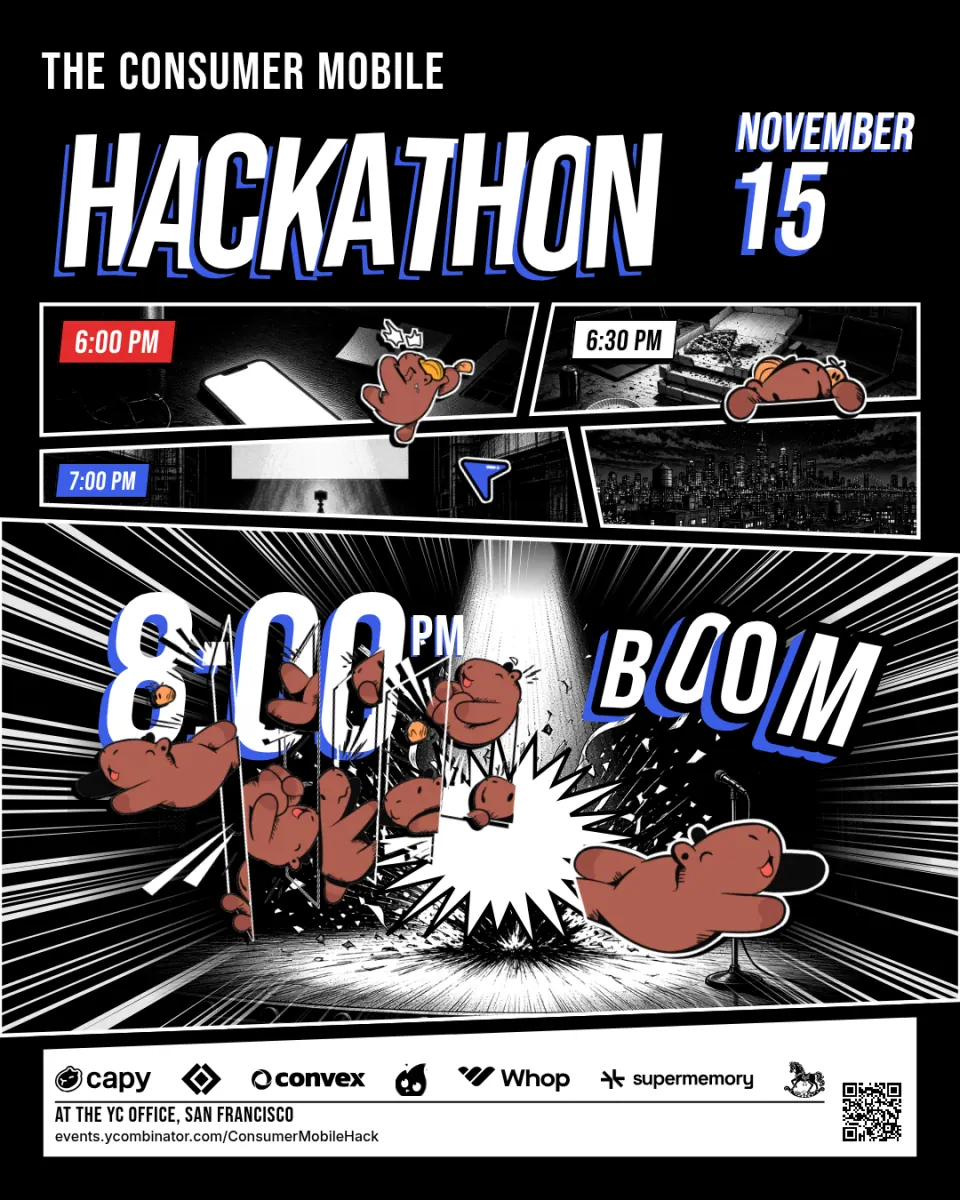 THE CONSUMER MOBILE
HACKATHON
NOVEMBER
15
6:00 PM
6:30 PM
7:00 PM
8:00 PM
BOOM
capy
convex
Whop
supermemory
AT THE YC OFFICE, SAN FRANCISCO
events.ycombinator.com/ConsumerMobileHack